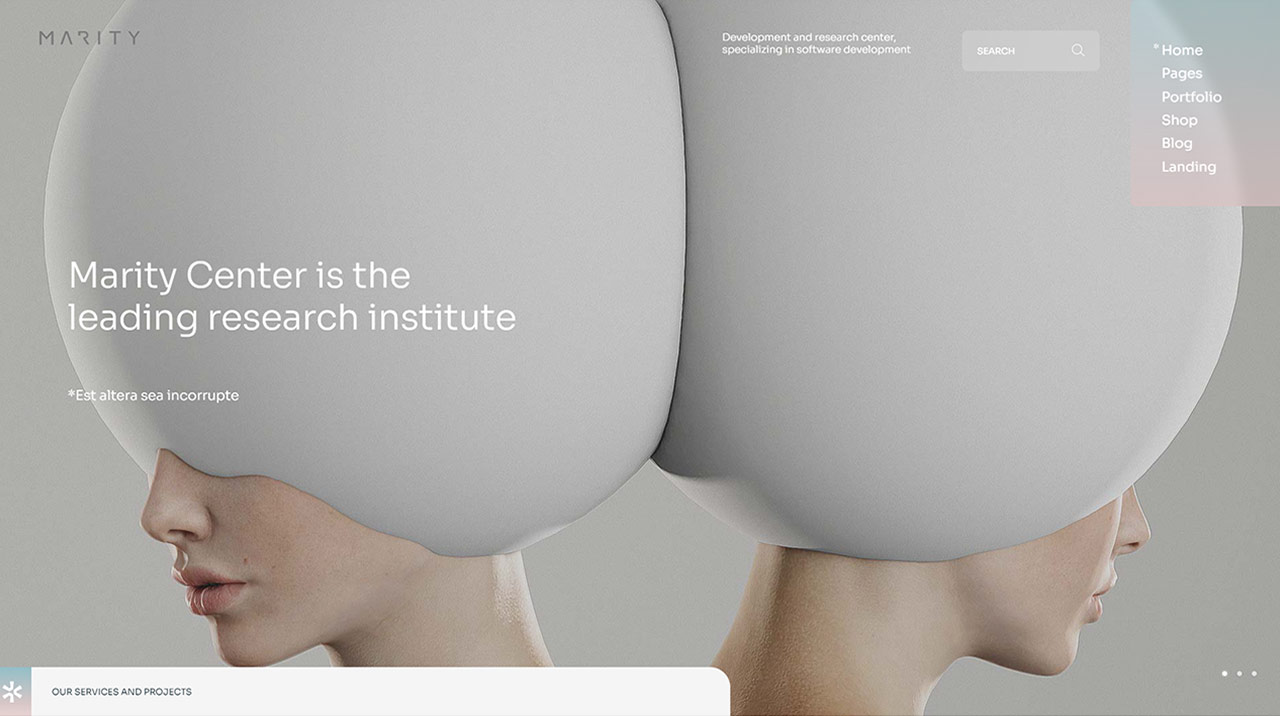 MARITY
Development and research center,
specializing in software development
SEARCH
* Home
Pages
Portfolio
Shop
Blog
Landing
Marity Center is the
leading research institute
*Est altera sea incorrupte
OUR SERVICES AND PROJECTS